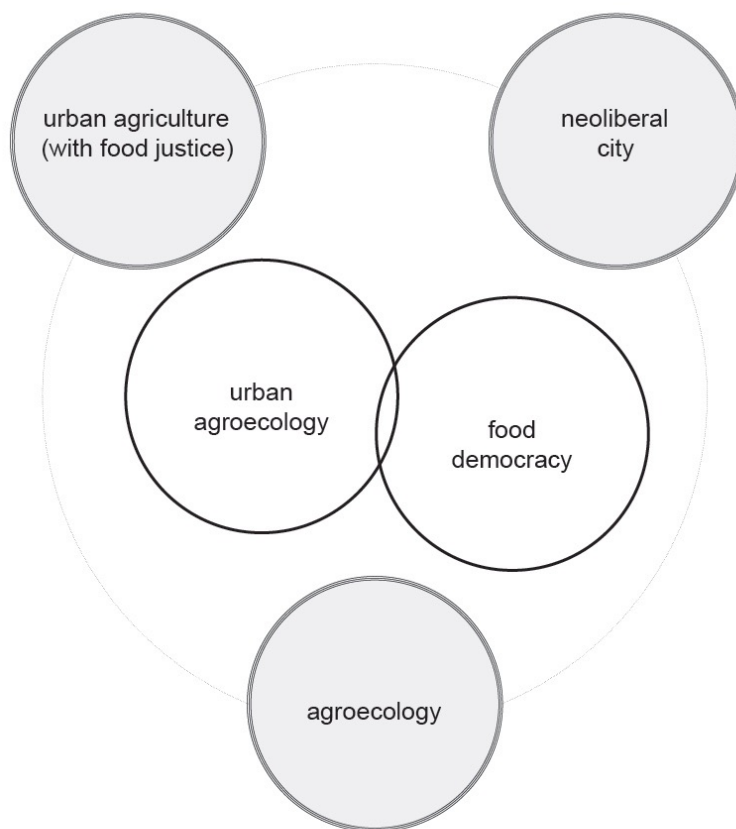 urban agriculture
(with food justice)
neoliberal
city
urban
agroecology
food
democracy
agroecology